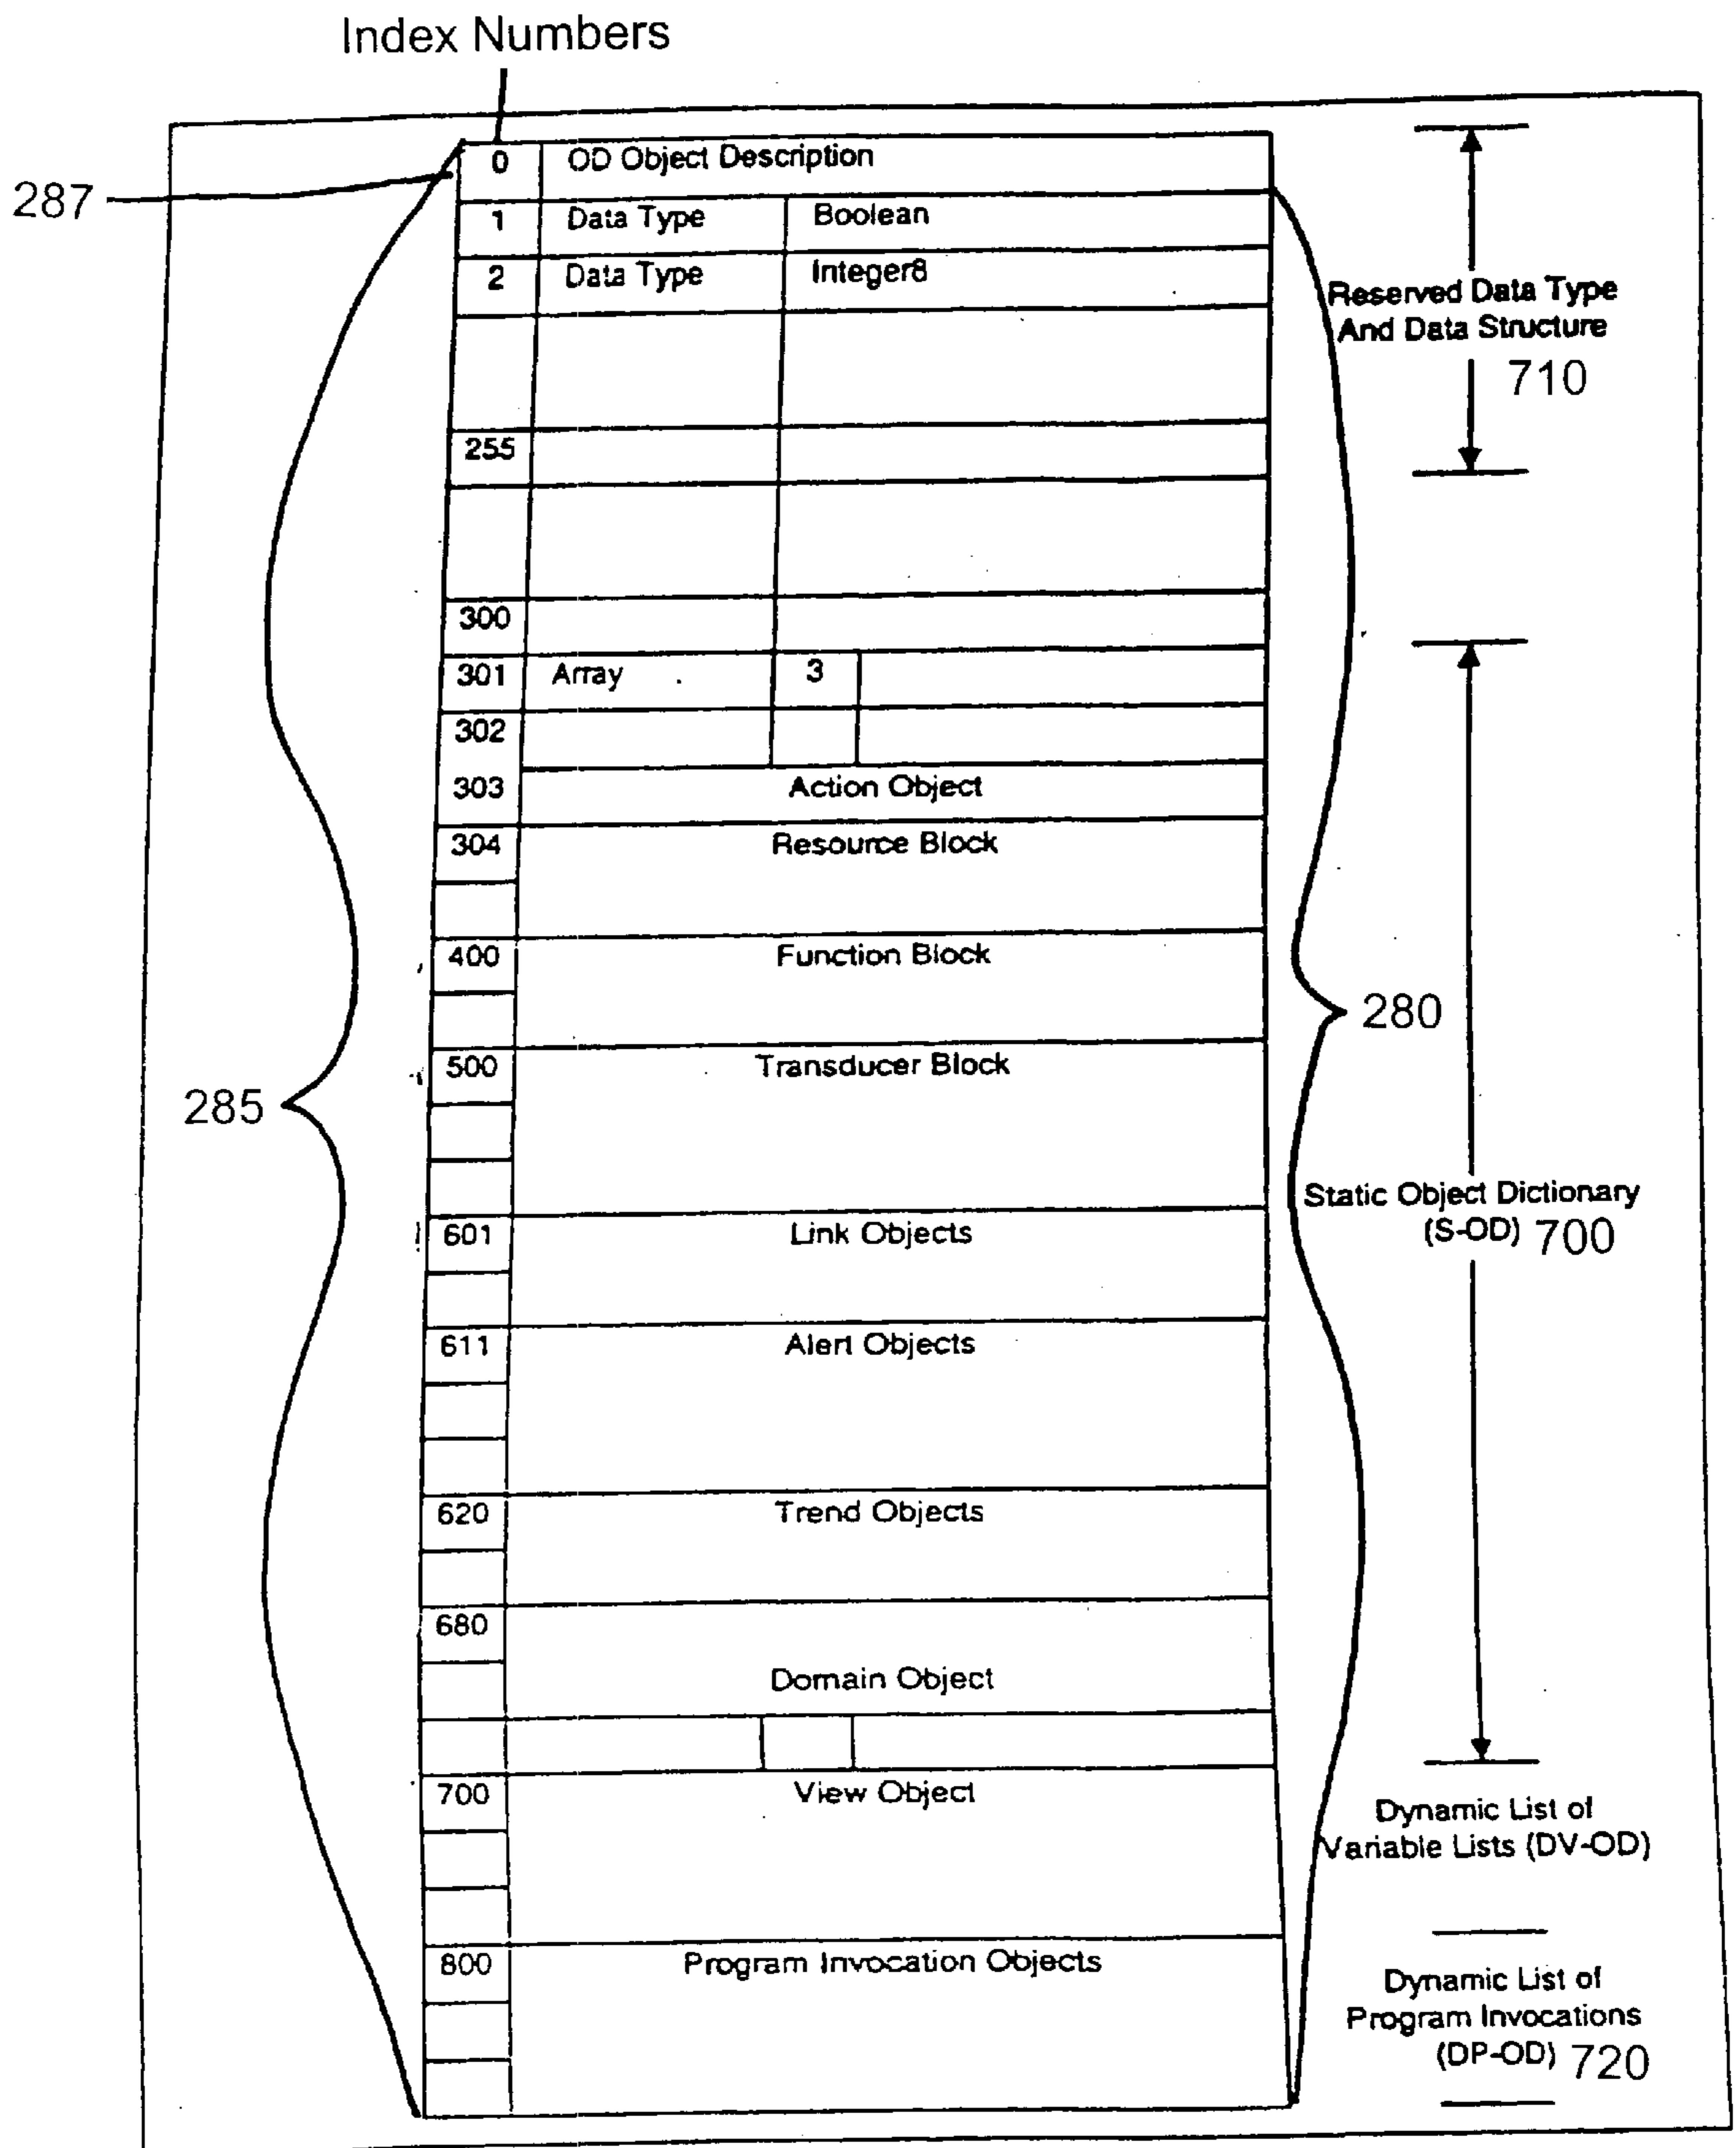 Index Numbers
287
0 OD Object Description
1 Data Type Boolean
2 Data Type Integer8
Reserved Data Type
And Data Structure
710
255
300
301 Array 3
302
303 Action Object
304 Resource Block
400 Function Block
280
500 Transducer Block
285
Static Object Dictionary
(S-OD) 700
601 Link Objects
611 Alert Objects
620 Trend Objects
680
Domain Object
700 View Object
Dynamic List of
Variable Lists (DV-OD)
800 Program Invocation Objects
Dynamic List of
Program Invocations
(DP-OD) 720